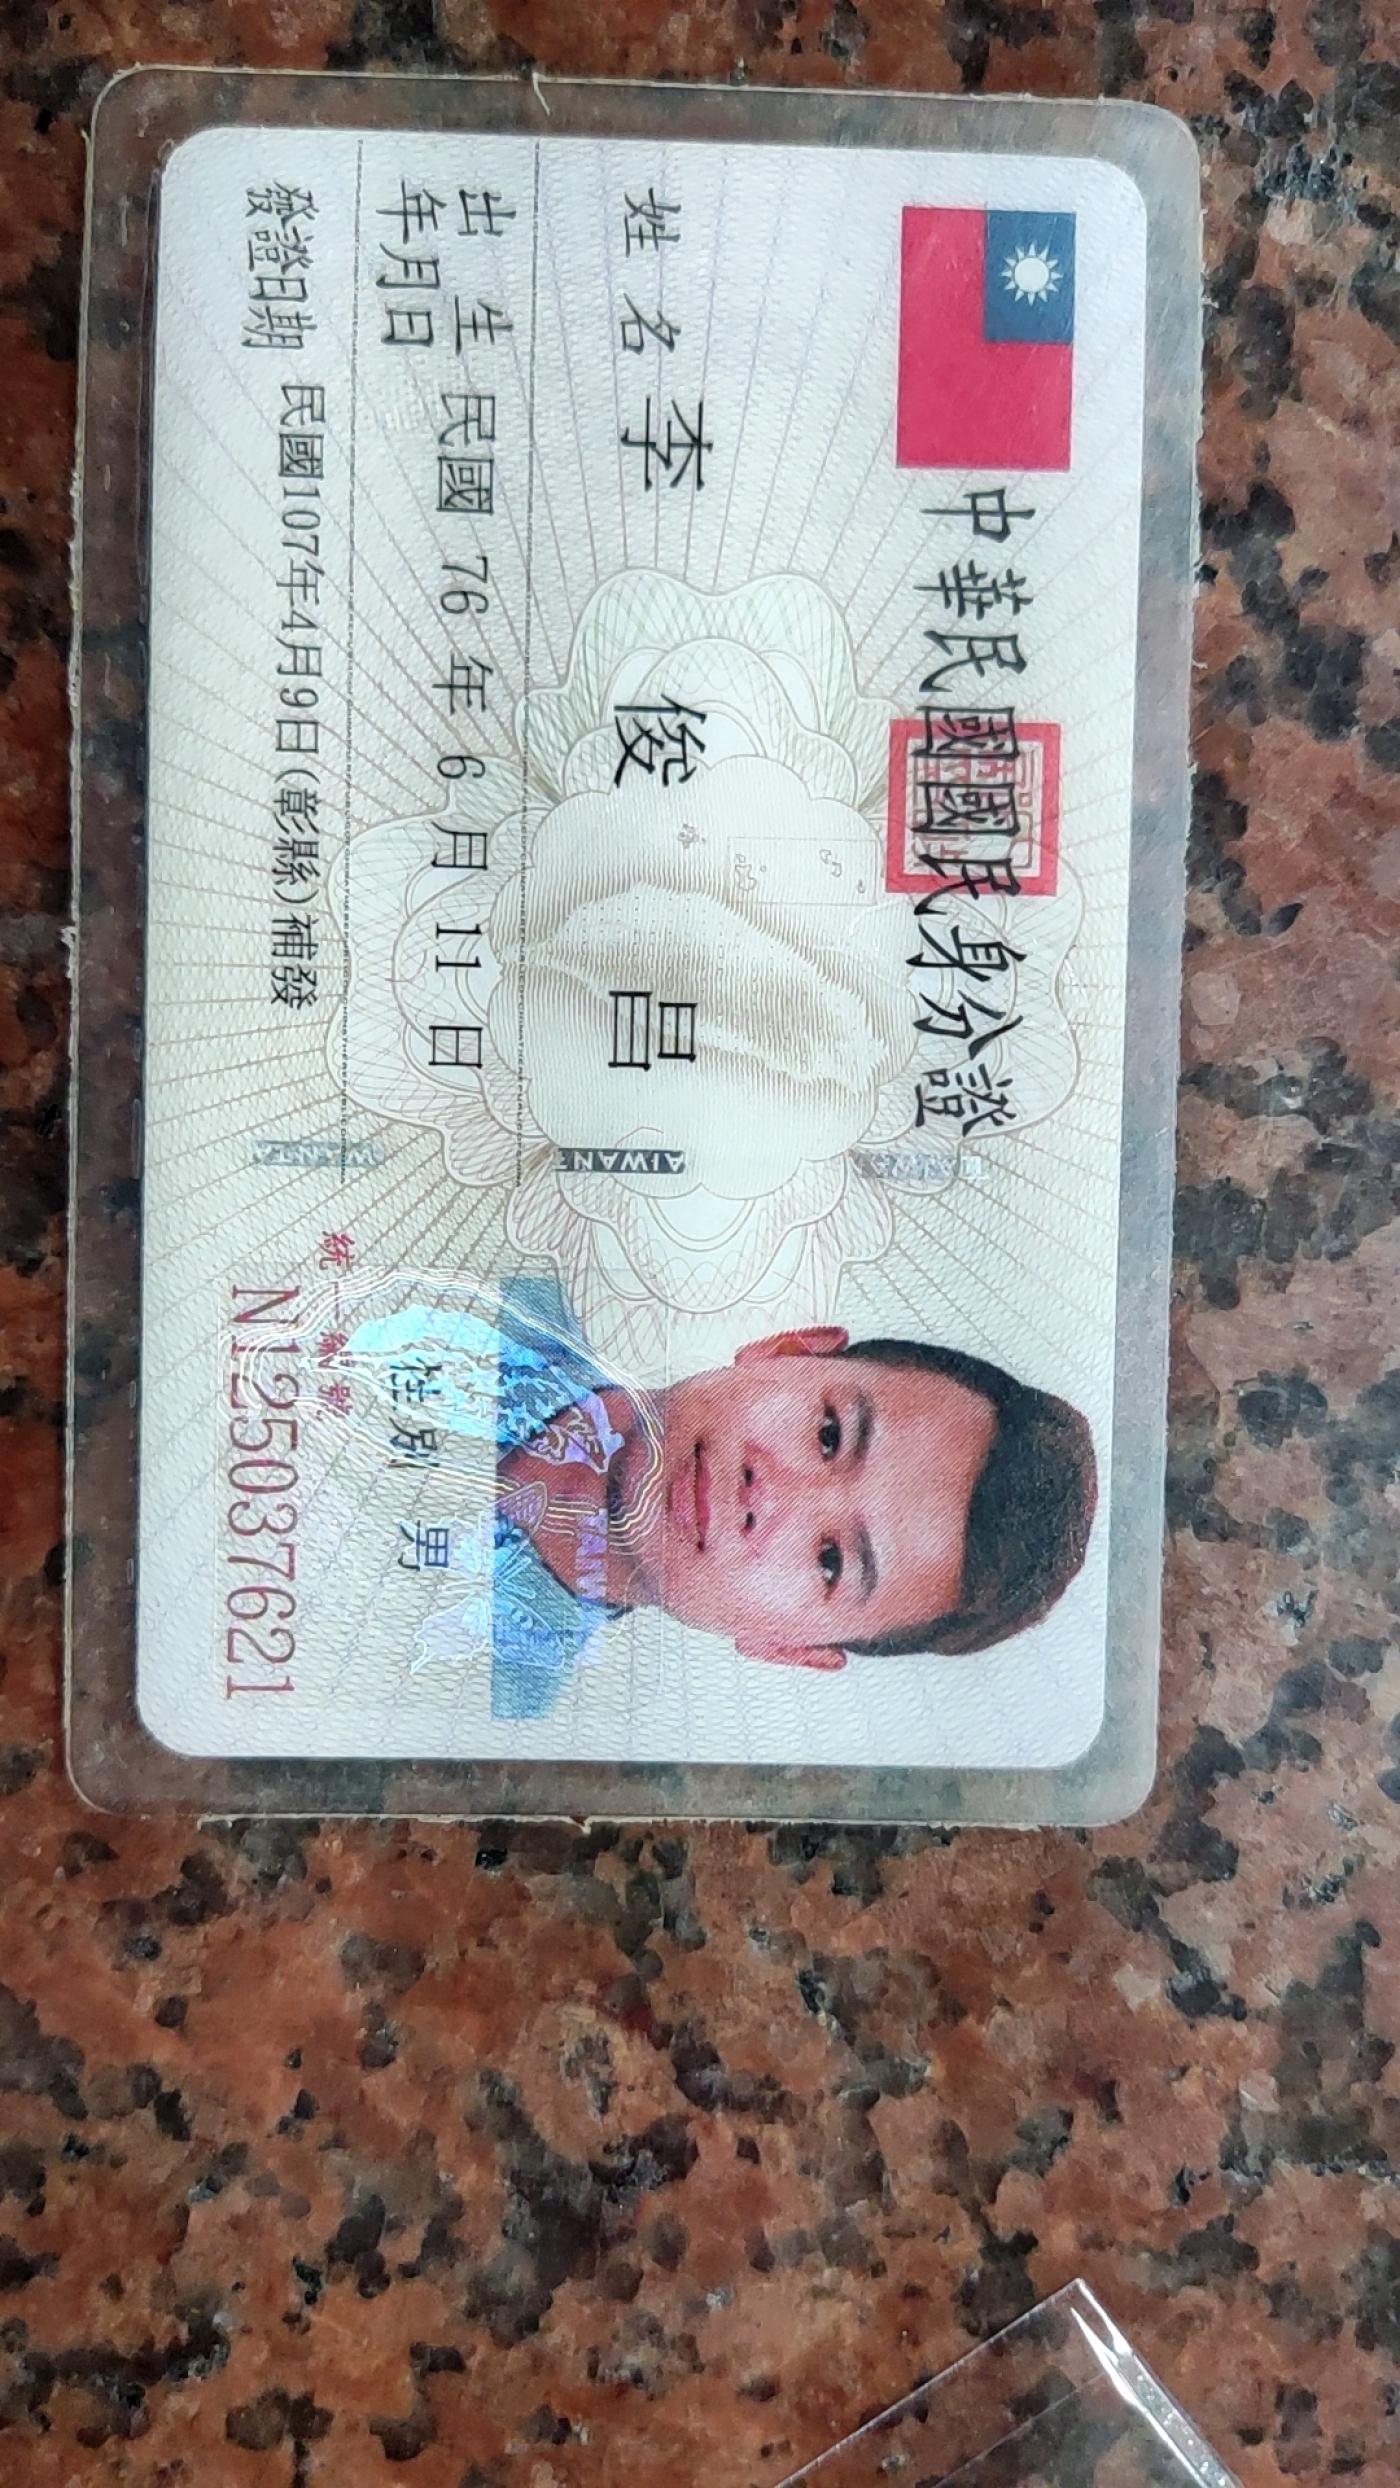 中華民國國民身分證
姓名 李俊昌
出生年月日 民國 76 年 6 月 11 日
性別 男
發證日期 民國107年4月9日(彰縣)補發
統一編號
N125037621
TAIWAN